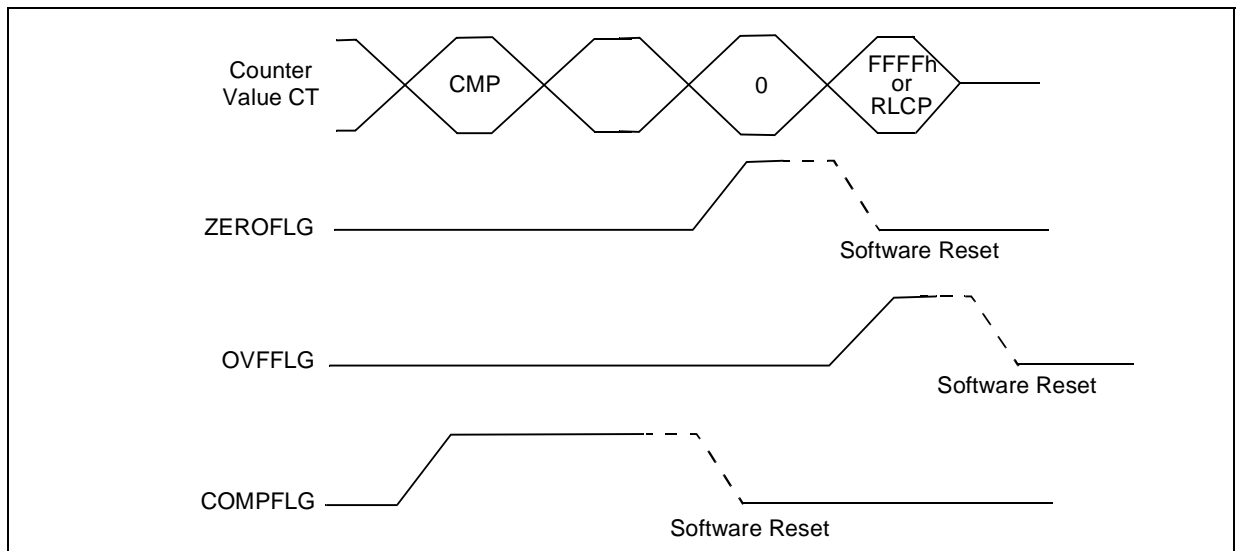 Counter
Value CT
CMP
0
FFFFh
or
RLCP
ZEROFLG
Software Reset
OVFFLG
Software Reset
COMPFLG
Software Reset